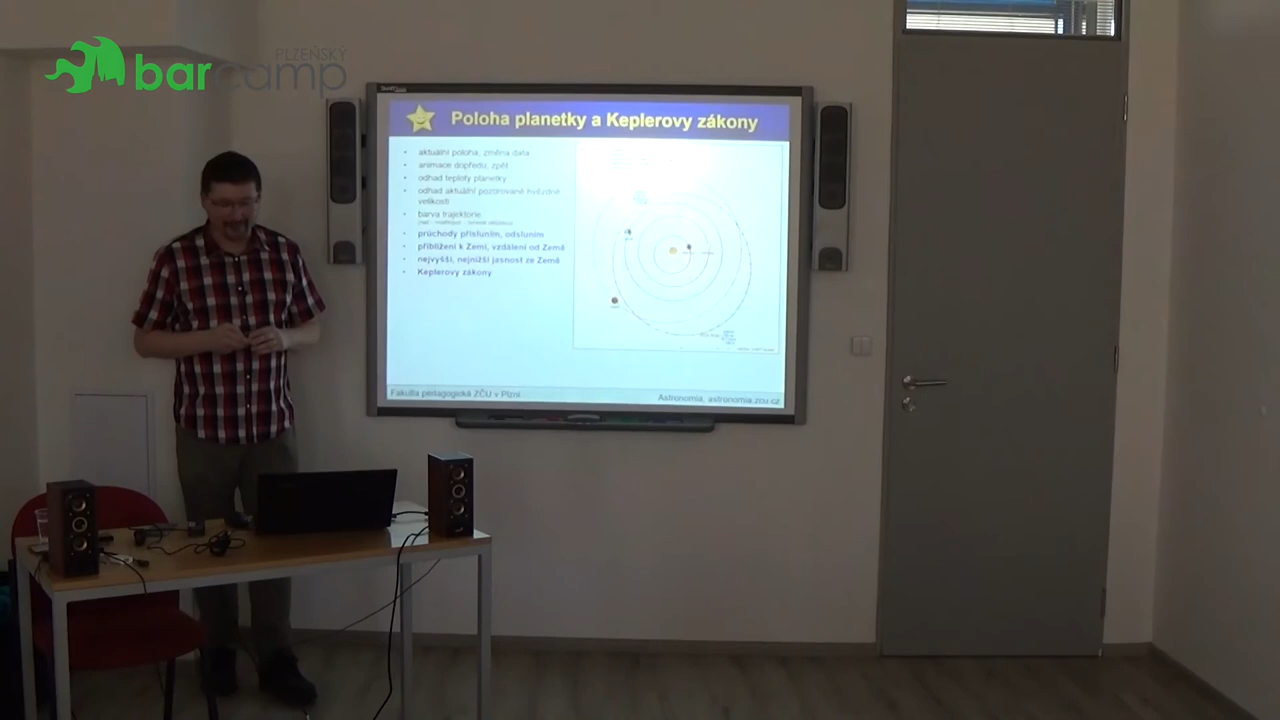 PLZEŇSKÝ
barcamp
Poloha planetky a Keplerovy zákony
aktuální poloha, změna data
animace dopředu, zpět
odhad teploty planetky
odhad aktuální pozorované hvězdné
velikosti
barva trajektorie
průchody přísluním, odsluním
přiblížení k Zemi, vzdálení od Země
nejvyšší, nejnižší jasnost ze Země
Keplerovy zákony
Fakulta pedagogická ZČU v Plzni
Astronomia, astronomia.zcu.cz